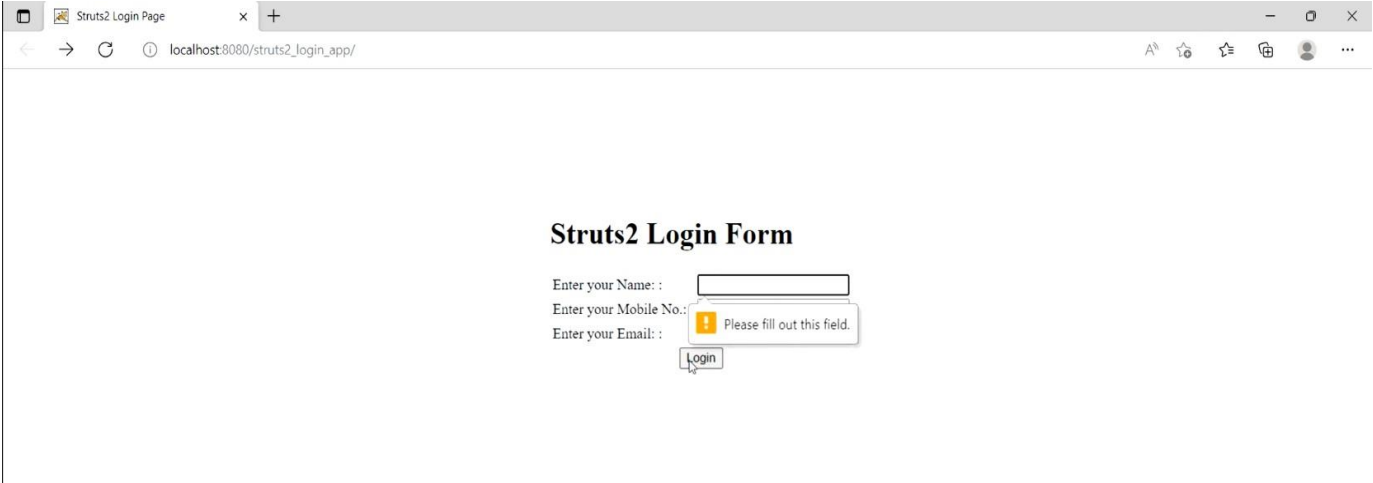 Struts2 Login Page
localhost:8080/struts2_login_app/
Struts2 Login Form
Enter your Name: :
Enter your Mobile No.:
Please fill out this field.
Enter your Email: :
Login